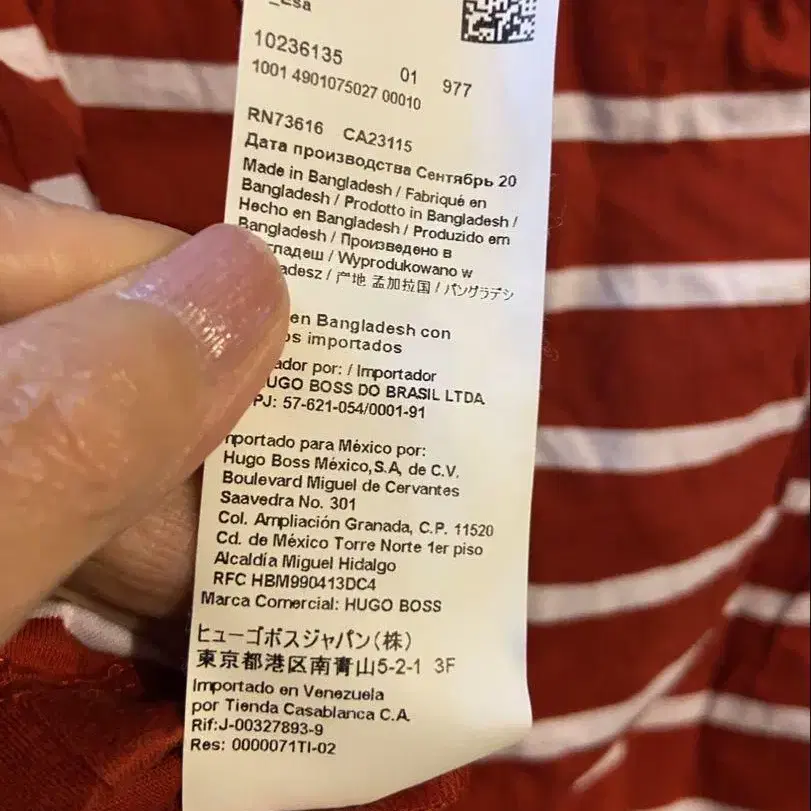 _Esa
10236135 01 977
1001 4901075027 00010
RN73616 CA23115
Дата производства Сентябрь 20
Made in Bangladesh / Fabriqué en
Bangladesh / Prodotto in Bangladesh /
Hecho en Bangladesh / Produzido em
Bangladesh / Произведено в
гладеш / Wyprodukowano w
adesz / 产地 孟加拉国 / バングラデシ
en Bangladesh con
os importados
ador por: / Importador
UGO BOSS DO BRASIL LTDA
PJ: 57-621-054/0001-91
mportado para México por:
Hugo Boss México,S.A, de C.V.
Boulevard Miguel de Cervantes
Saavedra No. 301
Col. Ampliación Granada, C.P. 11520
Cd. de México Torre Norte 1er piso
Alcaldía Miguel Hidalgo
RFC HBM990413DC4
Marca Comercial: HUGO BOSS
ヒューゴボスジャパン(株)
東京都港区南青山5-2-1 3F
Importado en Venezuela
por Tienda Casablanca C.A.
Rif:J-00327893-9
Res: 0000071TI-02